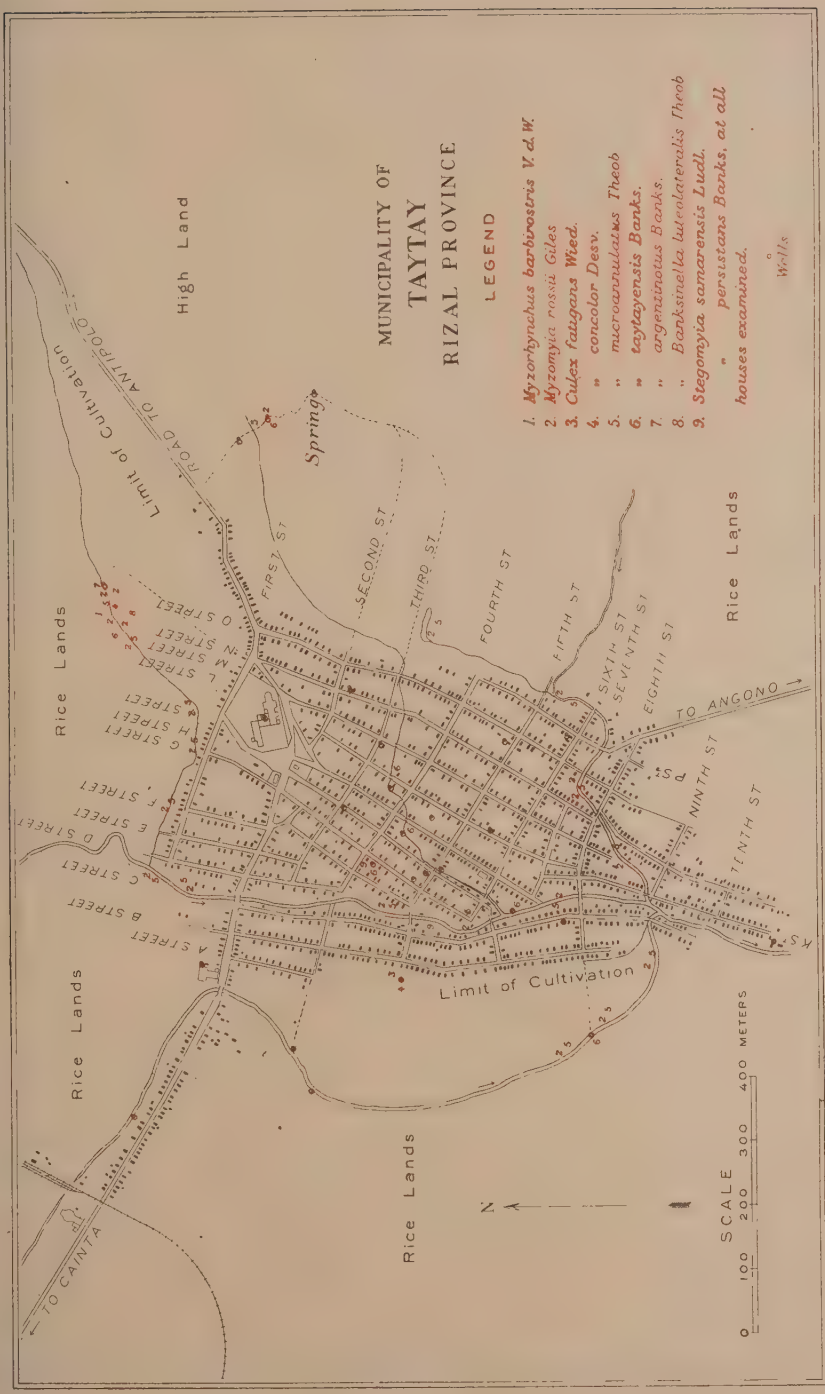 MUNICIPALITY OF
TAYTAY
RIZAL PROVINCE
LEGEND
1. Myzorhynchus barbirostris V. d. W.
2. Myzomyia rossii Giles
3. Culex fatigans Wied.
4. „ concolor Desv.
5. „ microannulatus Theob
6. „ taytayensis Banks.
7. „ argentinotus Banks.
8. „ Banksinella luteolateralis Theob
9. Stegomyia samarensis Ludl.
„ persistans Banks, at all
houses examined.
Wells
High Land
Limit of Cultivation
ROAD TO ANTIPOLO
Spring
Rice Lands
Rice Lands
Rice Lands
Rice Lands
FIRST ST
SECOND ST
THIRD ST
FOURTH ST
FIFTH ST
SIXTH ST
SEVENTH ST
EIGHTH ST
NINTH ST
TENTH ST
O STREET
N STREET
M STREET
L STREET
STREET
H STREET
G STREET
F STREET
E STREET
D STREET
C STREET
B STREET
A STREET
P ST
K ST
TO ANGONO
TO CAINTA
Limit of Cultivation
N
SCALE
0 100 200 300 400 METERS